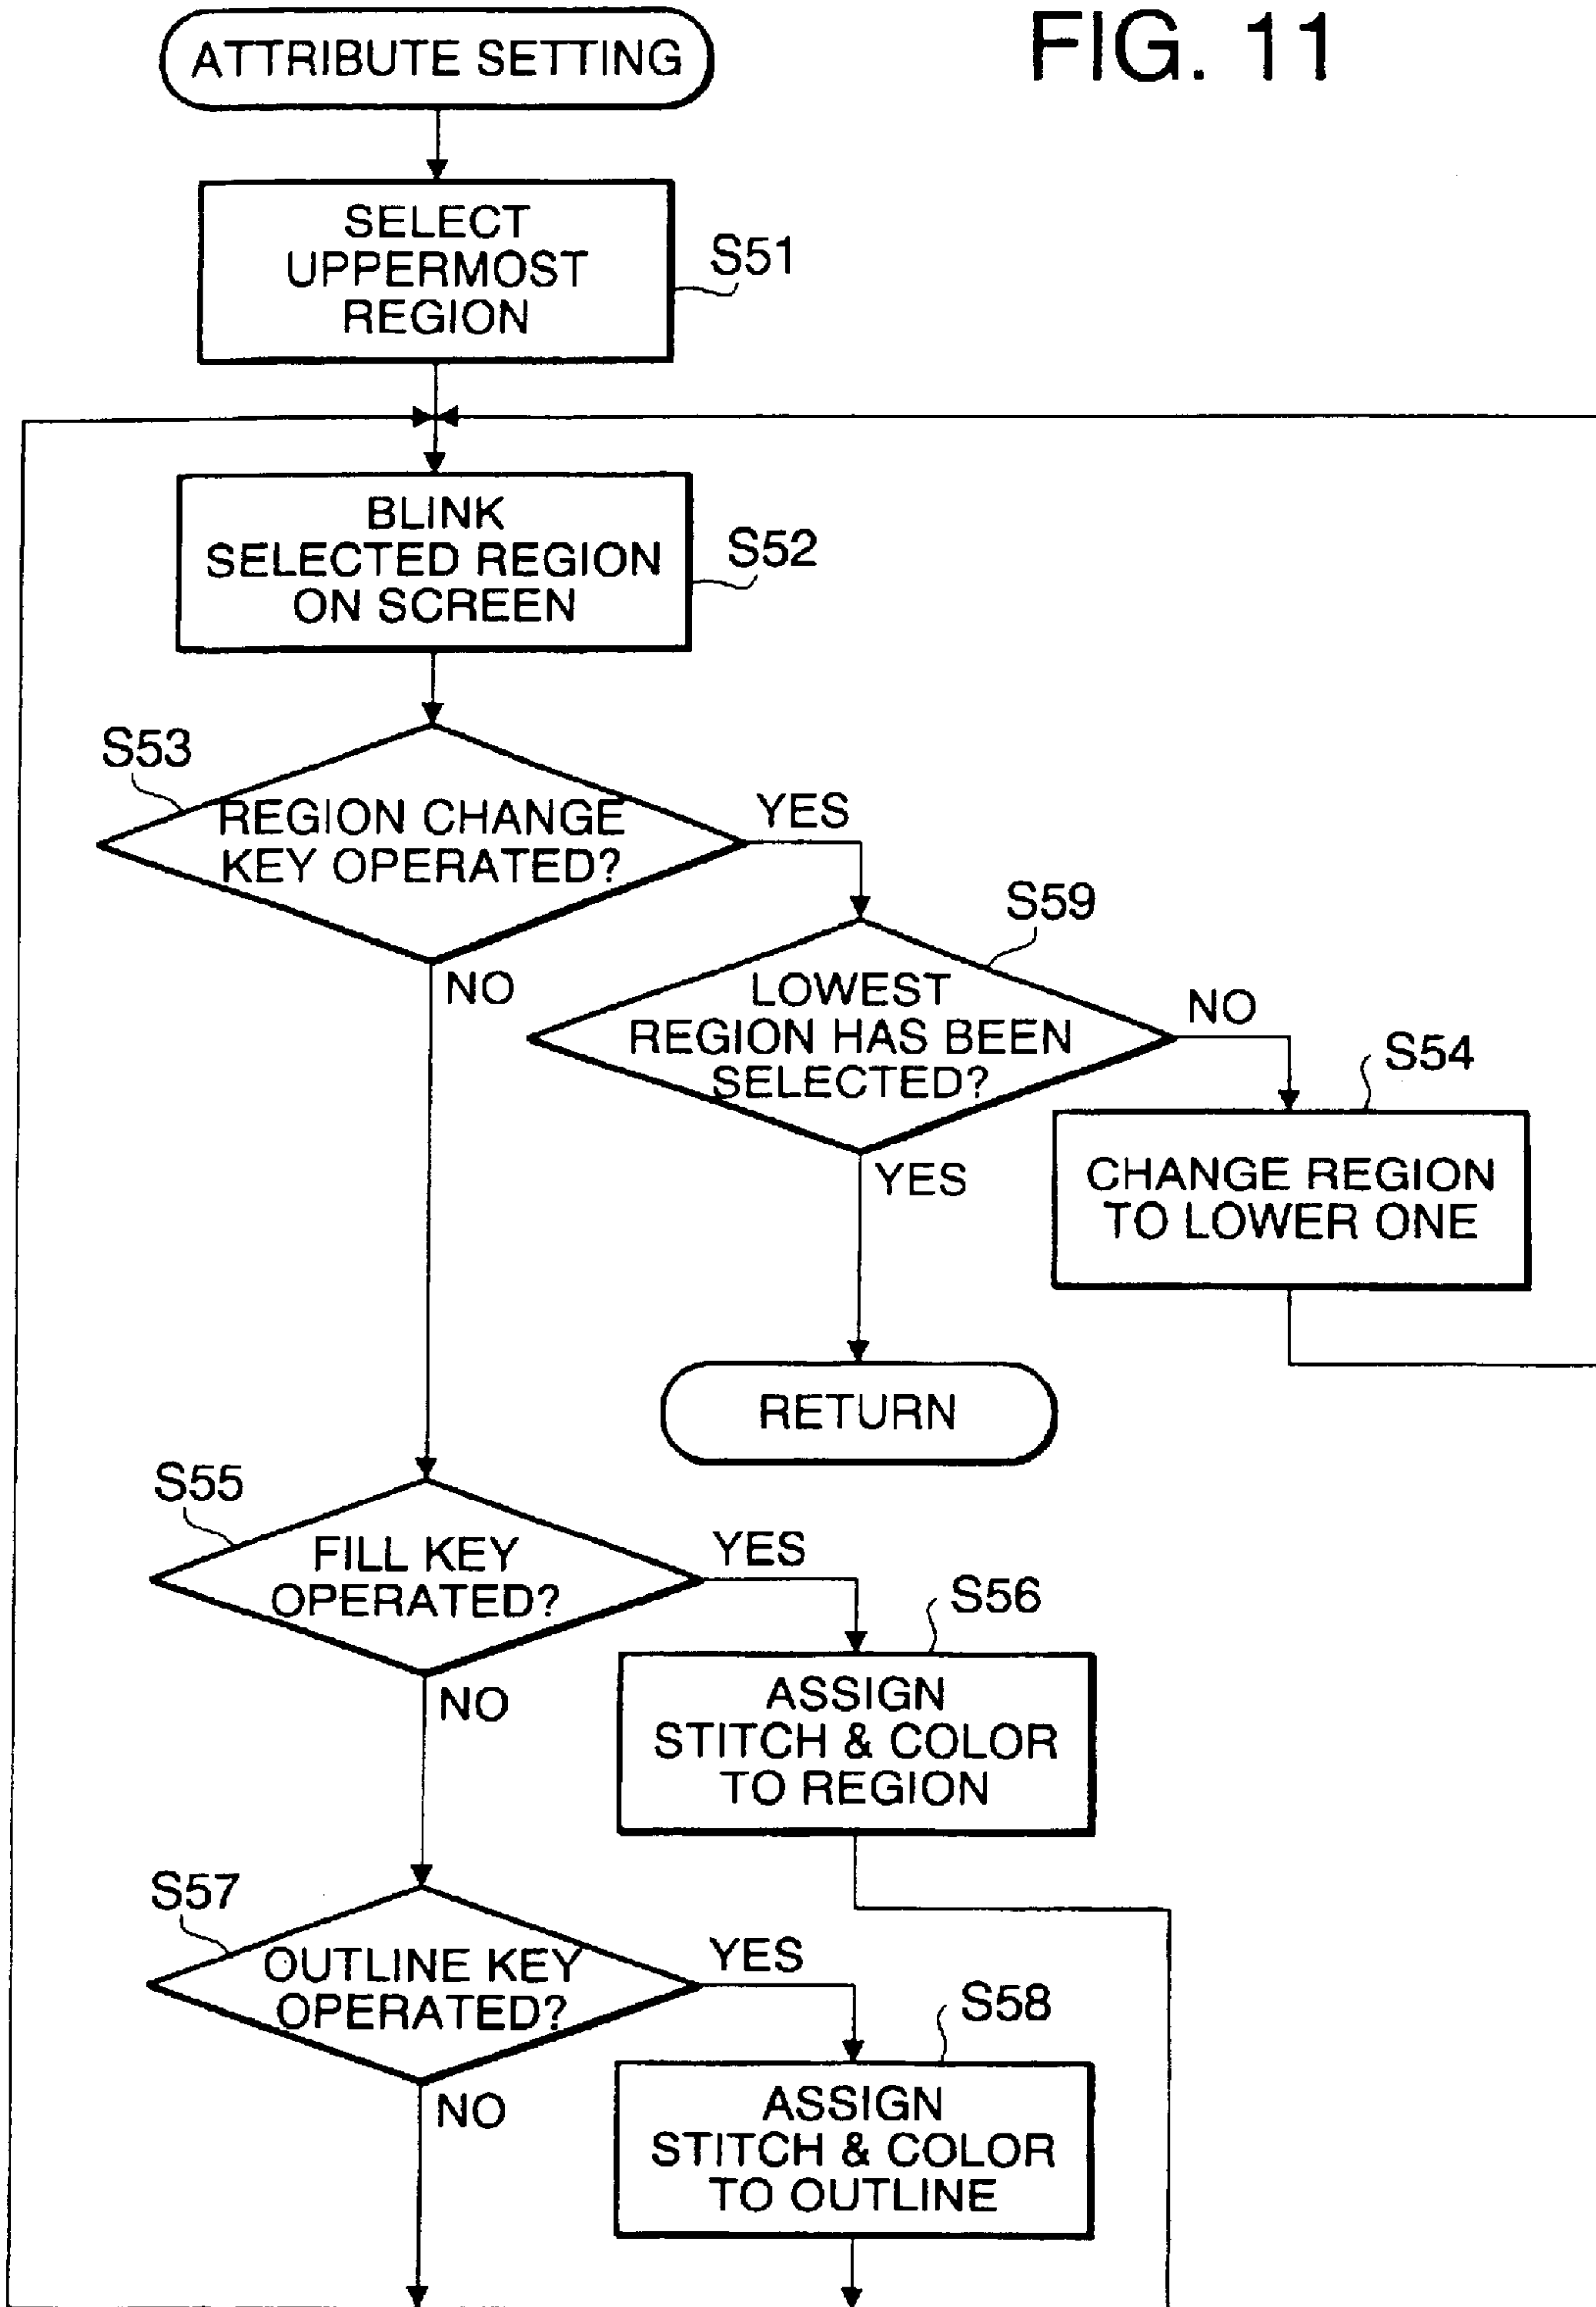 FIG. 11
ATTRIBUTE SETTING
SELECT
UPPERMOST
REGION
S51
BLINK
SELECTED REGION
ON SCREEN
S52
S53
REGION CHANGE
KEY OPERATED?
YES
NO
S59
LOWEST
REGION HAS BEEN
SELECTED?
NO
YES
S54
CHANGE REGION
TO LOWER ONE
RETURN
S55
FILL KEY
OPERATED?
YES
NO
S56
ASSIGN
STITCH & COLOR
TO REGION
S57
OUTLINE KEY
OPERATED?
YES
NO
S58
ASSIGN
STITCH & COLOR
TO OUTLINE